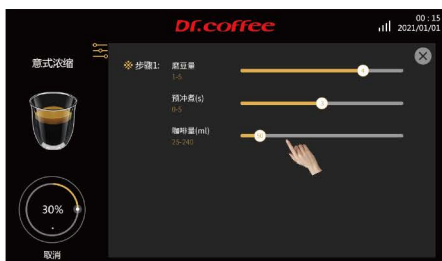 Dr.coffee
00 : 15
2021/01/01
意式浓缩
※ 步骤1:
磨豆量
1-5
预冲煮(s)
0-5
咖啡量(ml)
25-240
30%
取消